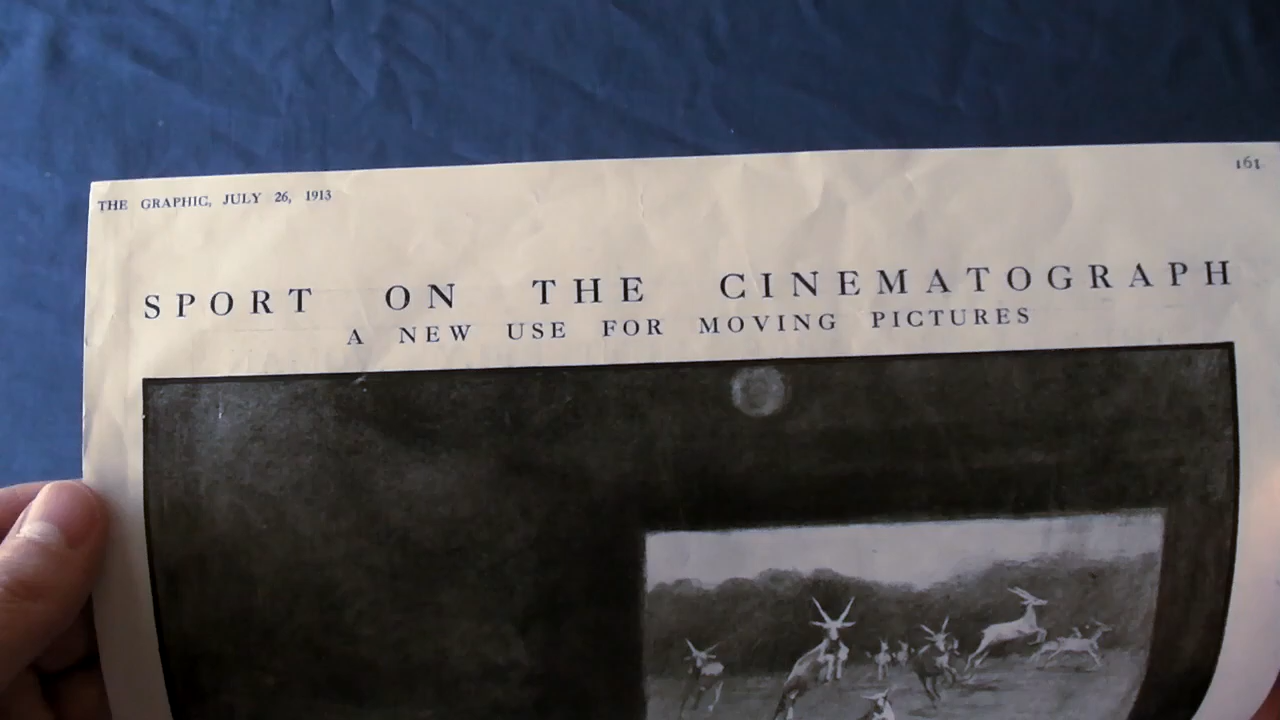 THE GRAPHIC, JULY 26, 1913
161
SPORT ON THE CINEMATOGRAPH
A NEW USE FOR MOVING PICTURES